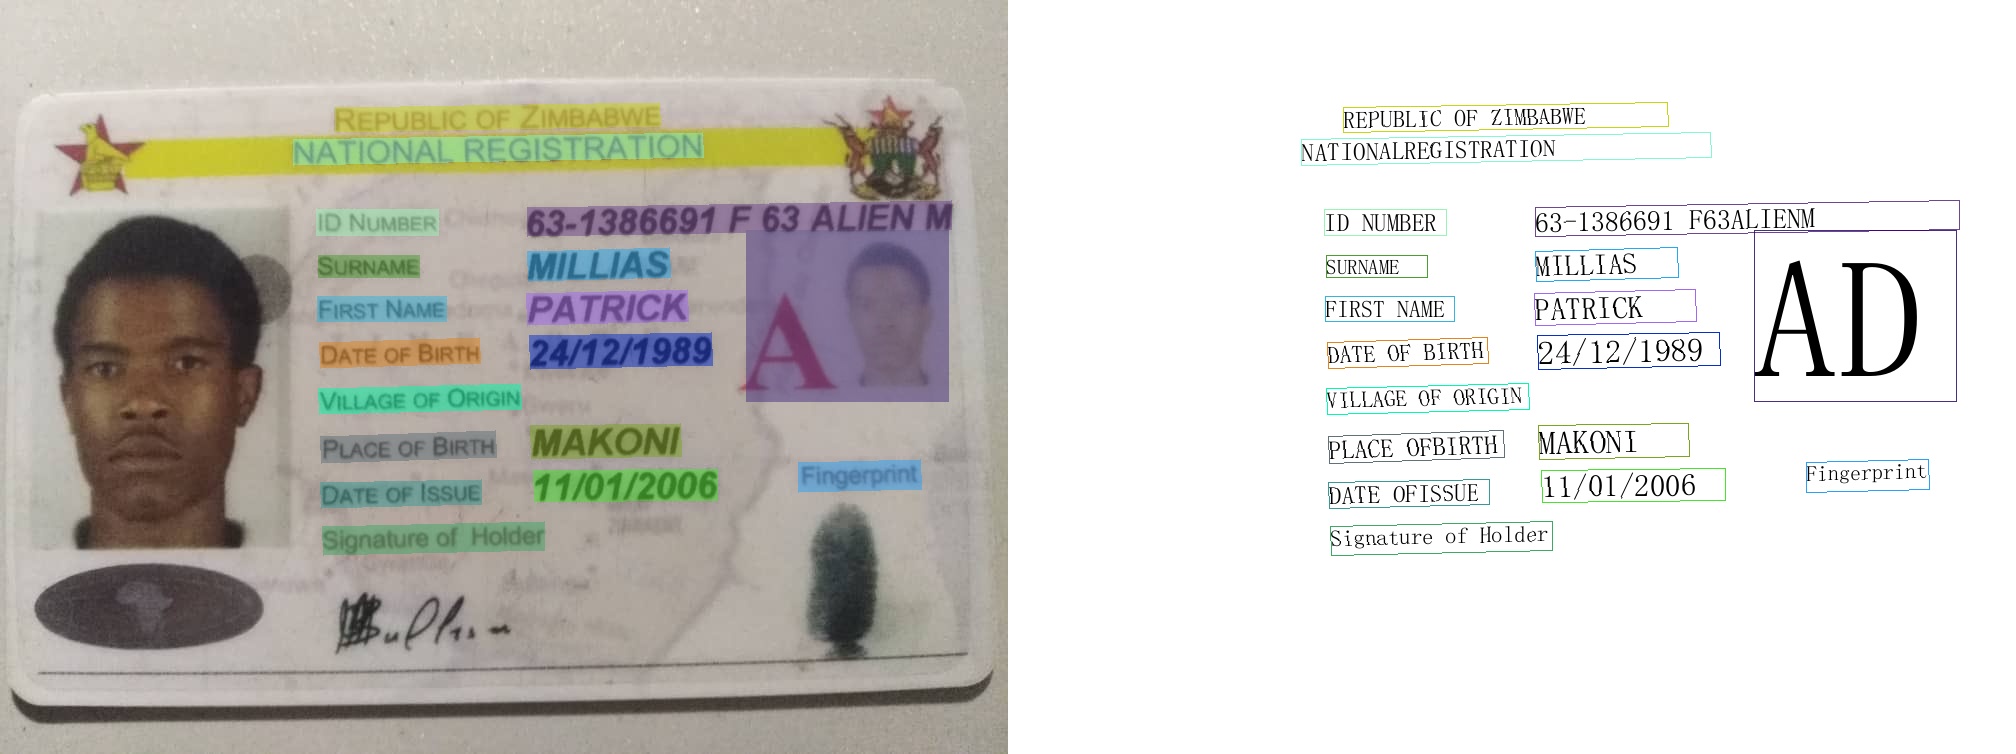 REPUBLIC OF ZIMBABWE
NATIONAL REGISTRATION
ID NUMBER 63-1386691 F 63 ALIEN M
SURNAME MILLIAS
FIRST NAME PATRICK
DATE OF BIRTH 24/12/1989
A
VILLAGE OF ORIGIN
PLACE OF BIRTH MAKONI
DATE OF ISSUE 11/01/2006
Fingerprint
Signature of Holder
REPUBLIC OF ZIMBABWE
NATIONALREGISTRATION
ID NUMBER 63-1386691 F63ALIENM
SURNAME MILLIAS
FIRST NAME PATRICK
DATE OF BIRTH 24/12/1989
AD
VILLAGE OF ORIGIN
PLACE OFBIRTH MAKONI
DATE OFISSUE 11/01/2006
Fingerprint
Signature of Holder